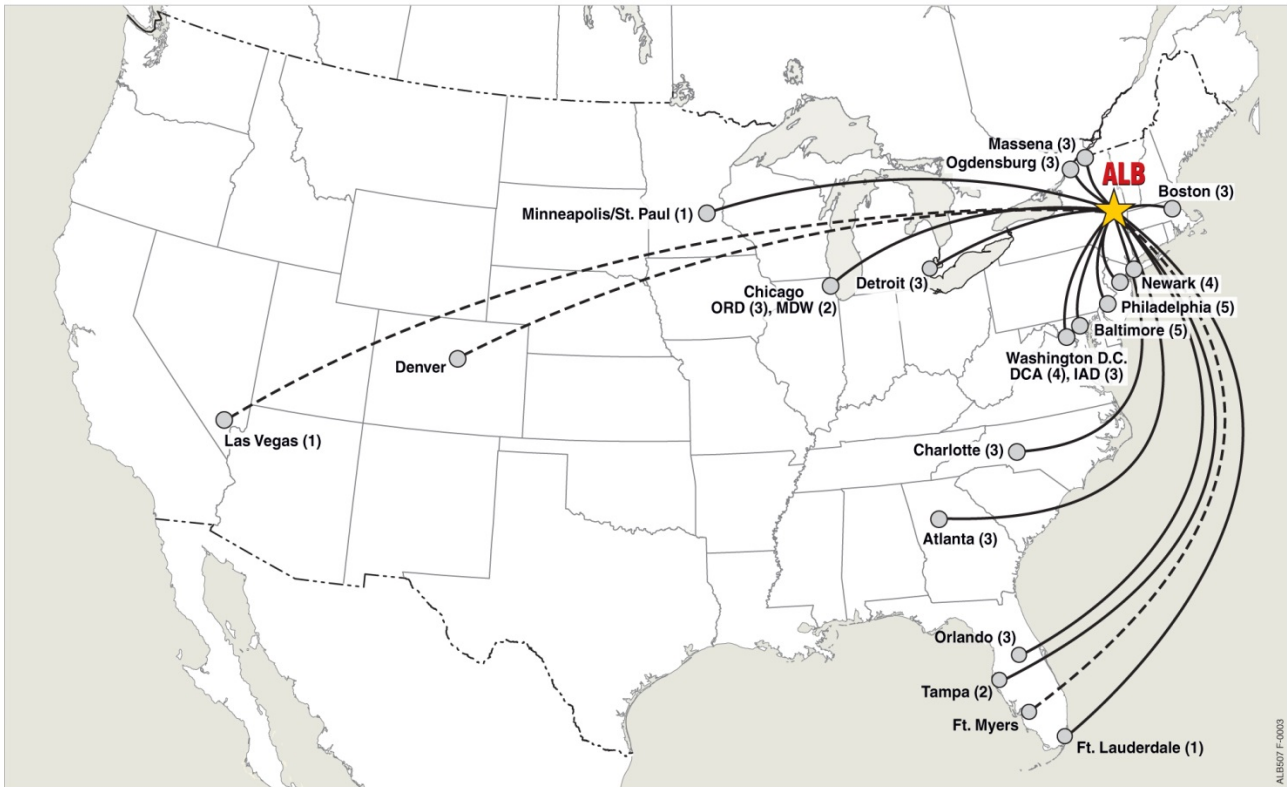 Massena (3)
Ogdensburg (3)
ALB
Boston (3)
Minneapolis/St. Paul (1)
Detroit (3)
Chicago
ORD (3), MDW (2)
Newark (4)
Philadelphia (5)
Baltimore (5)
Washington D.C.
DCA (4), IAD (3)
Denver
Las Vegas (1)
Charlotte (3)
Atlanta (3)
Orlando (3)
Tampa (2)
Ft. Myers
Ft. Lauderdale (1)
ALB507 F-0003